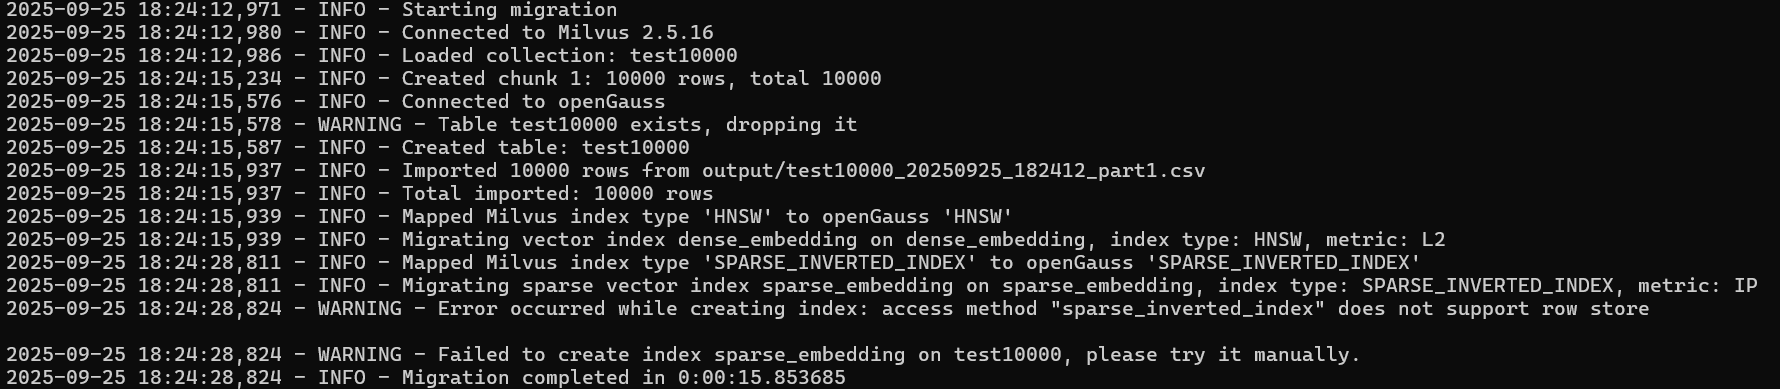 2025-09-25 18:24:12,971 - INFO - Starting migration
2025-09-25 18:24:12,980 - INFO - Connected to Milvus 2.5.16
2025-09-25 18:24:12,986 - INFO - Loaded collection: test10000
2025-09-25 18:24:15,234 - INFO - Created chunk 1: 10000 rows, total 10000
2025-09-25 18:24:15,576 - INFO - Connected to openGauss
2025-09-25 18:24:15,578 - WARNING - Table test10000 exists, dropping it
2025-09-25 18:24:15,587 - INFO - Created table: test10000
2025-09-25 18:24:15,937 - INFO - Imported 10000 rows from output/test10000_20250925_182412_part1.csv
2025-09-25 18:24:15,937 - INFO - Total imported: 10000 rows
2025-09-25 18:24:15,939 - INFO - Mapped Milvus index type 'HNSW' to openGauss 'HNSW'
2025-09-25 18:24:15,939 - INFO - Migrating vector index dense_embedding on dense_embedding, index type: HNSW, metric: L2
2025-09-25 18:24:28,811 - INFO - Mapped Milvus index type 'SPARSE_INVERTED_INDEX' to openGauss 'SPARSE_INVERTED_INDEX'
2025-09-25 18:24:28,811 - INFO - Migrating sparse vector index sparse_embedding on sparse_embedding, index type: SPARSE_INVERTED_INDEX, metric: IP
2025-09-25 18:24:28,824 - WARNING - Error occurred while creating index: access method "sparse_inverted_index" does not support row store
2025-09-25 18:24:28,824 - WARNING - Failed to create index sparse_embedding on test10000, please try it manually.
2025-09-25 18:24:28,824 - INFO - Migration completed in 0:00:15.853685